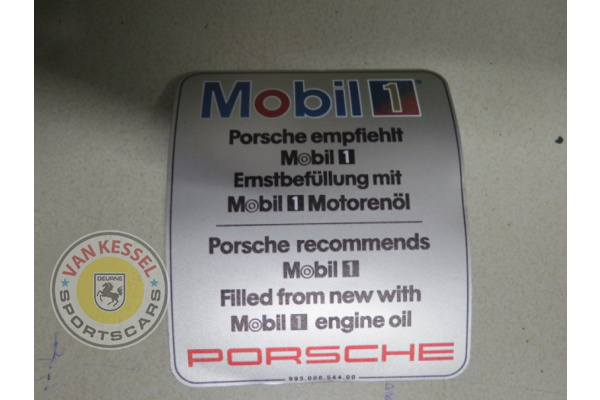 Mobil 1
Porsche empfiehlt
Mobil 1
Ernstbefüllung mit
Mobil 1 Motorenöl
Porsche recommends
Mobil 1
Filled from new with
Mobil 1 engine oil
PORSCHE
993.006.544.00
VAN KESSEL
DEURNE
SPORTSCARS